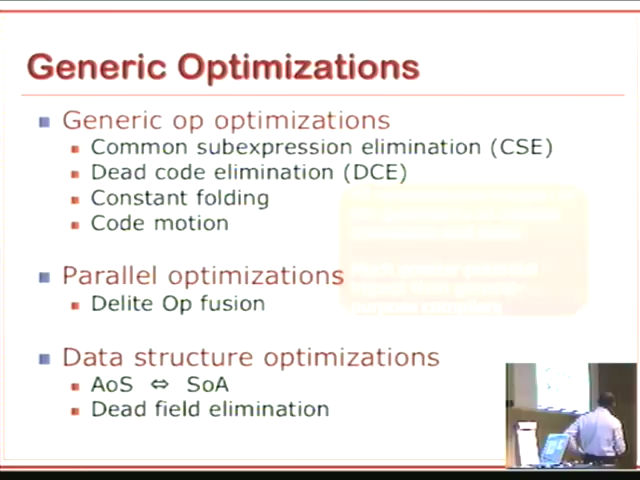 Generic Optimizations
Generic op optimizations
Common subexpression elimination (CSE)
Dead code elimination (DCE)
Constant folding
Code motion
Parallel optimizations
Delite Op fusion
Data structure optimizations
AoS ⇔ SoA
Dead field elimination